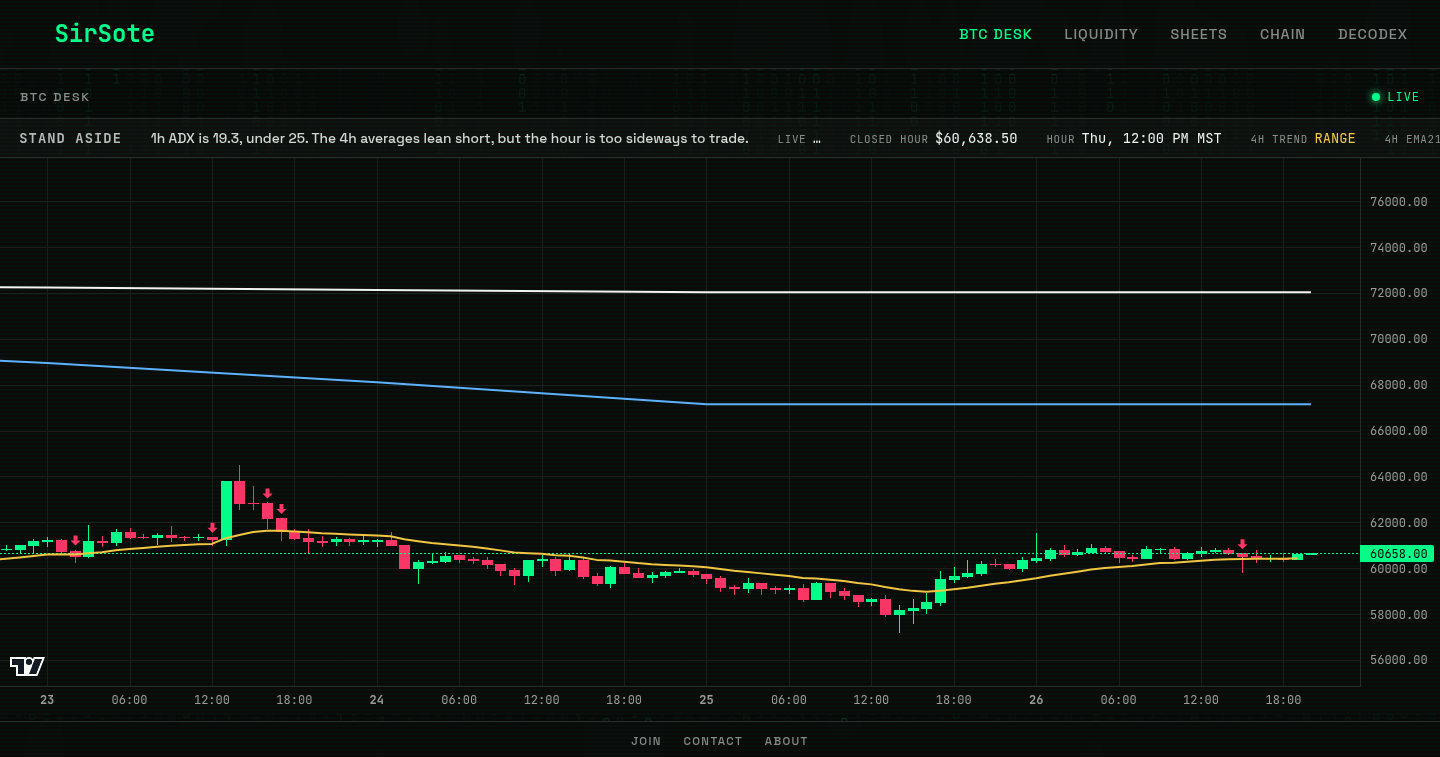 SirSote
BTC DESK LIQUIDITY SHEETS CHAIN DECODEX
BTC DESK
LIVE
STAND ASIDE 1h ADX is 19.3, under 25. The 4h averages lean short, but the hour is too sideways to trade. LIVE … CLOSED HOUR $60,638.50 HOUR Thu, 12:00 PM MST 4H TREND RANGE 4H EMA21
76000.00
74000.00
72000.00
70000.00
68000.00
66000.00
64000.00
62000.00
60658.00
60000.00
58000.00
56000.00
23 06:00 12:00 18:00 24 06:00 12:00 18:00 25 06:00 12:00 18:00 26 06:00 12:00 18:00
JOIN CONTACT ABOUT